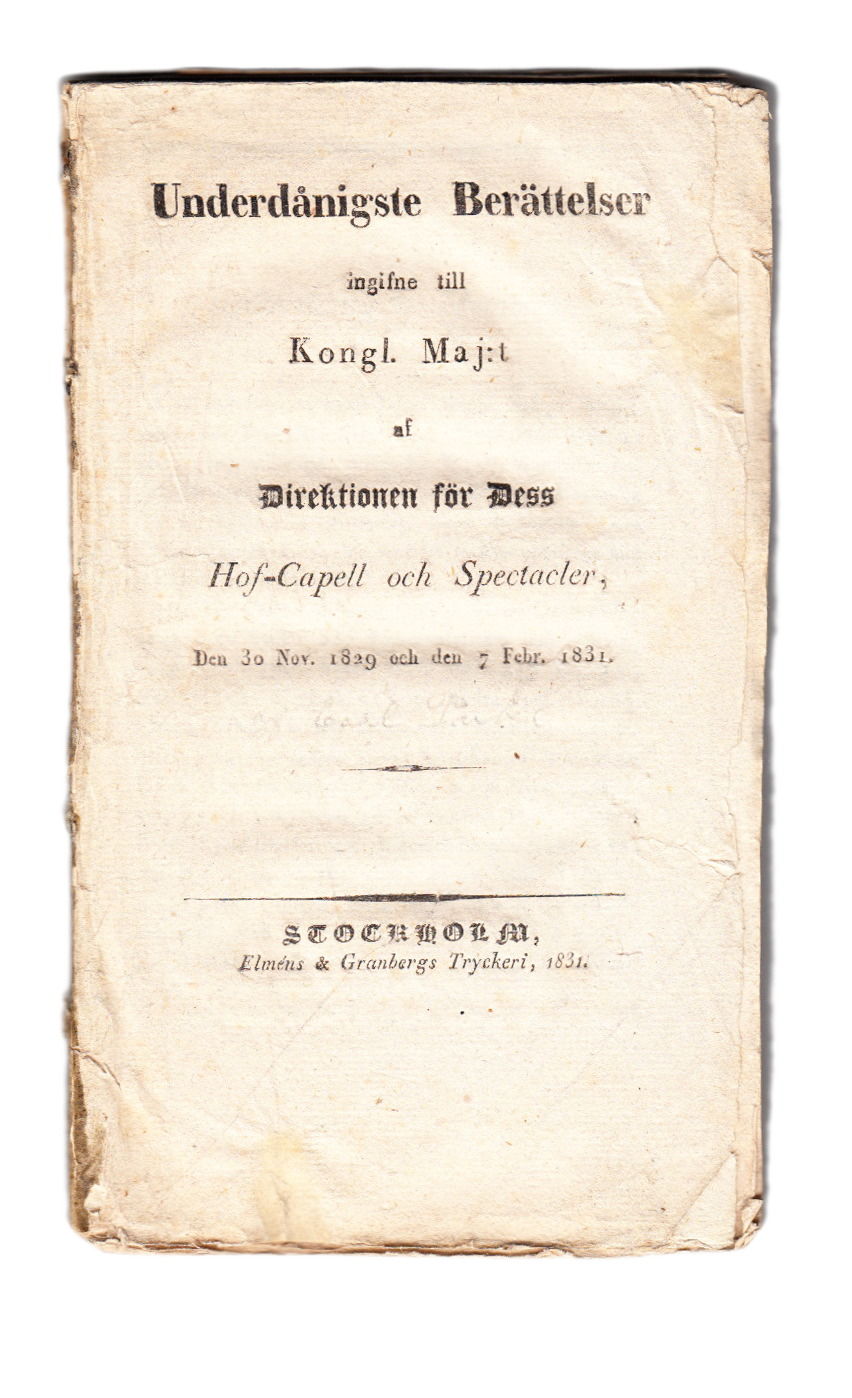 Underdånigste Berättelser
ingifne till
Kongl. Maj:t
af
Direktionen för Dess
Hof-Capell och Spectacler,
Den 30 Nov. 1829 och den 7 Febr. 1831.
Carl
STOCKHOLM,
Elméns & Granbergs Tryckeri, 1831.